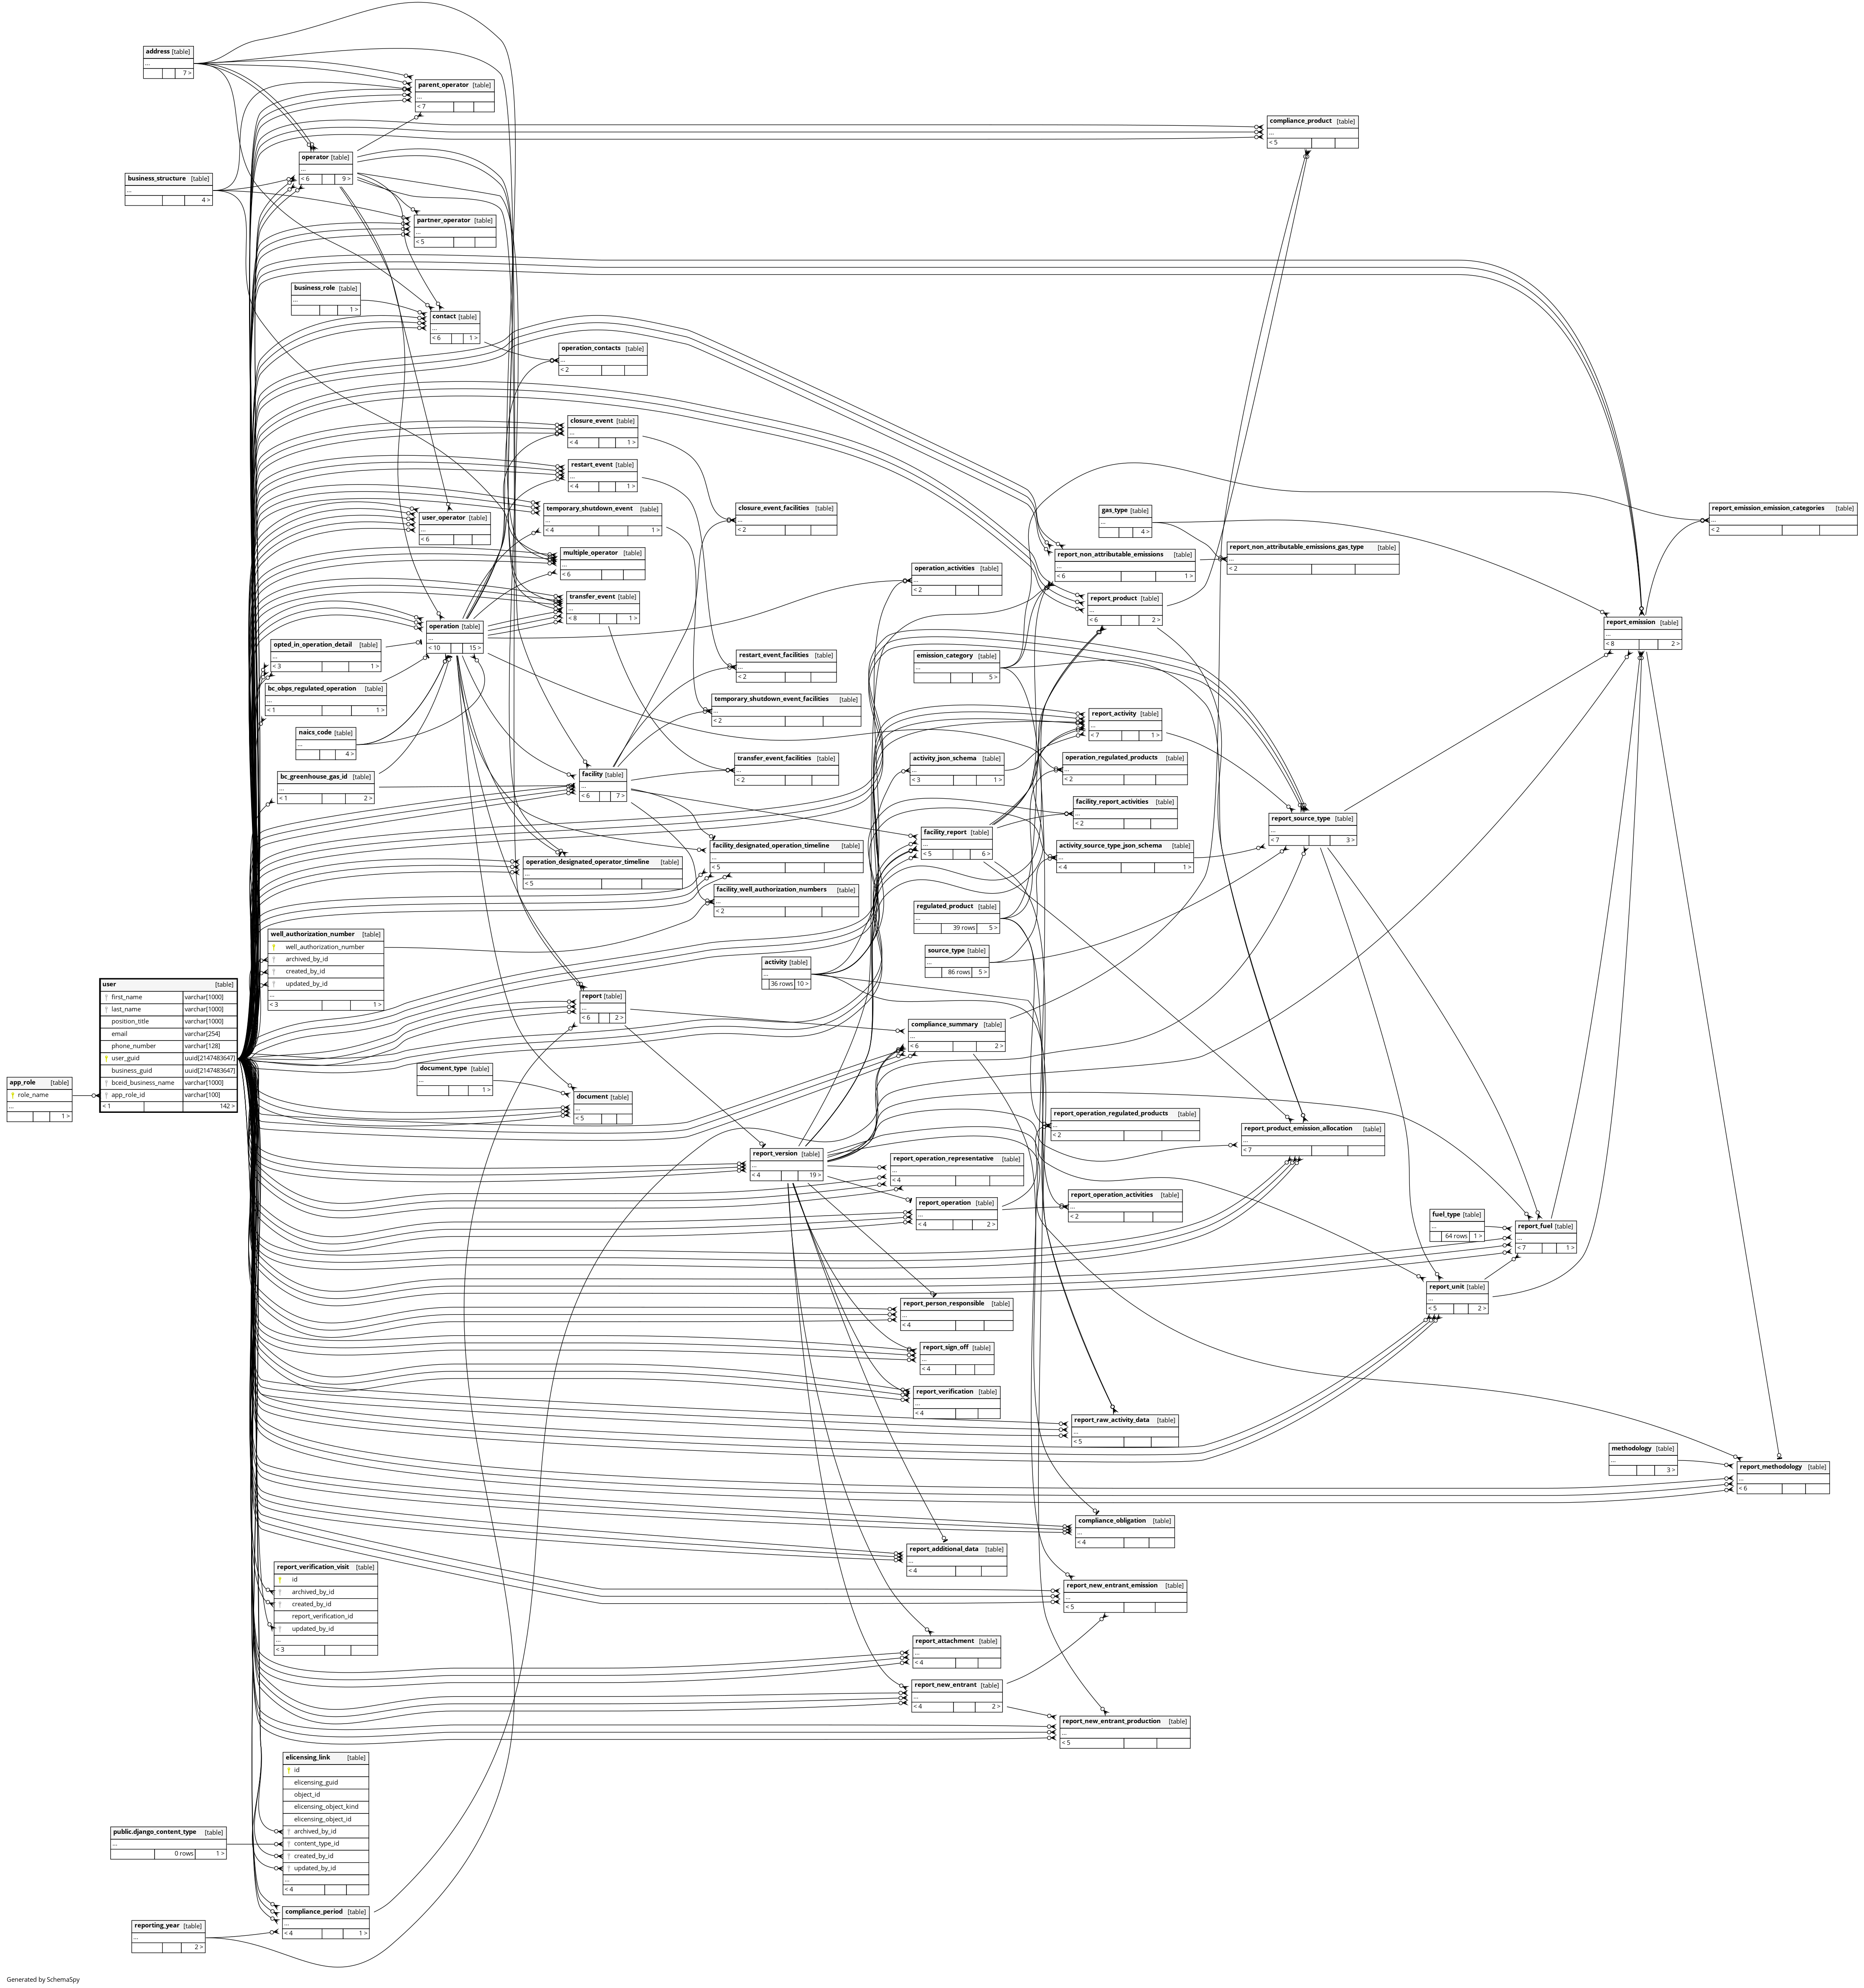 address [table]
...
7 >
parent_operator [table]
...
< 7
compliance_product [table]
...
< 5
operator [table]
...
< 6 9 >
business_structure [table]
...
4 >
partner_operator [table]
...
< 5
business_role [table]
...
1 >
contact [table]
...
< 6 1 >
operation_contacts [table]
...
< 2
closure_event [table]
...
< 4 1 >
restart_event [table]
...
< 4 1 >
temporary_shutdown_event [table]
...
< 4 1 >
user_operator [table]
...
< 6
closure_event_facilities [table]
...
< 2
gas_type [table]
...
4 >
report_emission_emission_categories [table]
...
< 2
multiple_operator [table]
...
< 6
report_non_attributable_emissions [table]
...
< 6 1 >
report_non_attributable_emissions_gas_type [table]
...
< 2
operation_activities [table]
...
< 2
transfer_event [table]
...
< 8 1 >
report_product [table]
...
< 6 2 >
operation [table]
...
< 10 15 >
report_emission [table]
...
< 8 2 >
opted_in_operation_detail [table]
...
< 3 1 >
restart_event_facilities [table]
...
< 2
emission_category [table]
...
5 >
bc_obps_regulated_operation [table]
...
< 1 1 >
temporary_shutdown_event_facilities [table]
...
< 2
report_activity [table]
...
< 7 1 >
naics_code [table]
...
4 >
transfer_event_facilities [table]
...
< 2
activity_json_schema [table]
...
< 3 1 >
operation_regulated_products [table]
...
< 2
bc_greenhouse_gas_id [table]
...
< 1 2 >
facility [table]
...
< 6 7 >
facility_report_activities [table]
...
< 2
report_source_type [table]
...
< 7 3 >
facility_report [table]
...
< 5 6 >
facility_designated_operation_timeline [table]
...
< 5
activity_source_type_json_schema [table]
...
< 4 1 >
operation_designated_operator_timeline [table]
...
< 5
facility_well_authorization_numbers [table]
...
< 2
regulated_product [table]
...
39 rows 5 >
well_authorization_number [table]
well_authorization_number
archived_by_id
created_by_id
updated_by_id
...
< 3 1 >
source_type [table]
...
86 rows 5 >
activity [table]
...
36 rows 10 >
user [table]
first_name varchar[1000]
last_name varchar[1000]
position_title varchar[1000]
email varchar[254]
phone_number varchar[128]
user_guid uuid[2147483647]
business_guid uuid[2147483647]
bceid_business_name varchar[1000]
app_role_id varchar[100]
< 1 142 >
report [table]
...
< 6 2 >
compliance_summary [table]
...
< 6 2 >
app_role [table]
role_name
...
1 >
document_type [table]
...
1 >
document [table]
...
< 5
report_operation_regulated_products [table]
...
< 2
report_product_emission_allocation [table]
...
< 7
report_version [table]
...
< 4 19 >
report_operation_representative [table]
...
< 4
report_operation [table]
...
< 4 2 >
report_operation_activities [table]
...
< 2
fuel_type [table]
...
64 rows 1 >
report_fuel [table]
...
< 7 1 >
report_unit [table]
...
< 5 2 >
report_person_responsible [table]
...
< 4
report_sign_off [table]
...
< 4
report_verification [table]
...
< 4
report_raw_activity_data [table]
...
< 5
methodology [table]
...
3 >
report_methodology [table]
...
< 6
compliance_obligation [table]
...
< 4
report_additional_data [table]
...
< 4
report_verification_visit [table]
id
archived_by_id
created_by_id
report_verification_id
updated_by_id
...
< 3
report_new_entrant_emission [table]
...
< 5
report_attachment [table]
...
< 4
report_new_entrant [table]
...
< 4 2 >
report_new_entrant_production [table]
...
< 5
elicensing_link [table]
id
elicensing_guid
object_id
elicensing_object_kind
elicensing_object_id
archived_by_id
content_type_id
created_by_id
updated_by_id
...
< 4
public.django_content_type [table]
...
0 rows 1 >
compliance_period [table]
...
< 4 1 >
reporting_year [table]
...
2 >
Generated by SchemaSpy